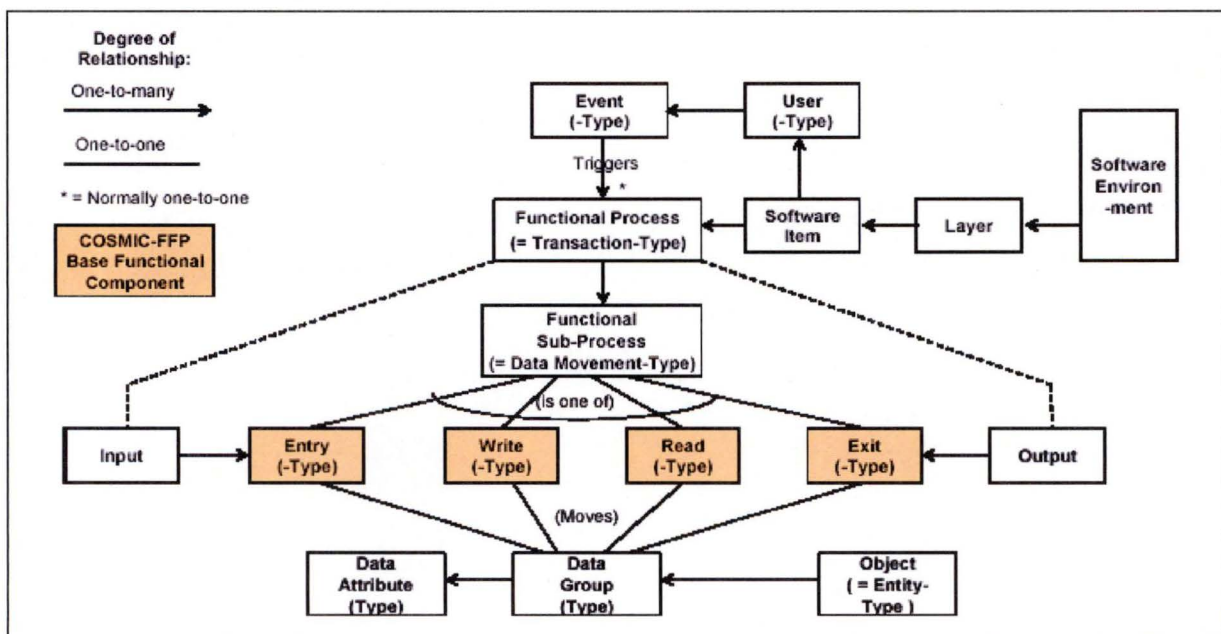 Degree of
Relationship:
One-to-many
One-to-one
* = Normally one-to-one
COSMIC-FFP
Base Functional
Component
Event
(-Type)
User
(-Type)
Triggers
*
Software
Environ
-ment
Functional Process
(= Transaction-Type)
Software
Item
Layer
Functional
Sub-Process
(= Data Movement-Type)
(is one of)
Input
Entry
(-Type)
Write
(-Type)
Read
(-Type)
Exit
(-Type)
Output
(Moves)
Data
Attribute
(Type)
Data
Group
(Type)
Object
( = Entity-
Type )